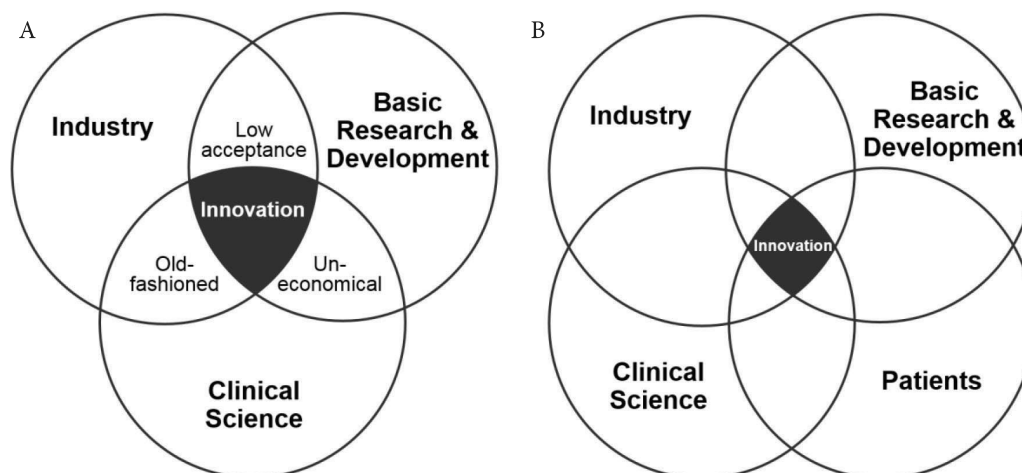 A
Industry
Basic
Research &
Development
Low
acceptance
Innovation
Old-
fashioned
Un-
economical
Clinical
Science
B
Industry
Basic
Research &
Development
Innovation
Clinical
Science
Patients